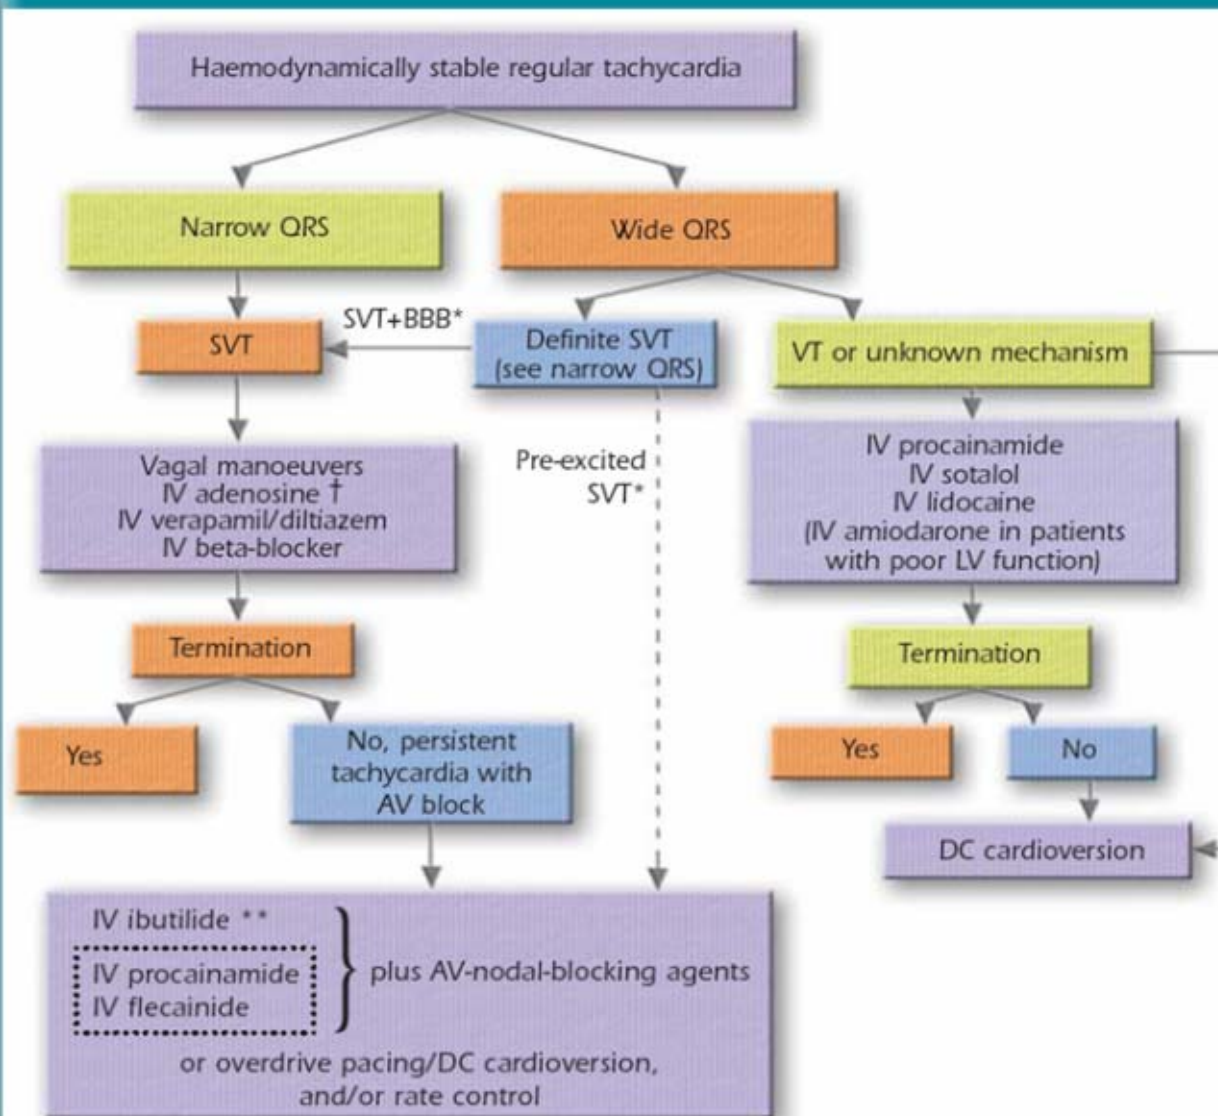 Haemodynamically stable regular tachycardia
Narrow QRS
Wide QRS
SVT+BBB*
SVT
Definite SVT
(see narrow QRS)
VT or unknown mechanism
Vagal manoeuvers
IV adenosine †
IV verapamil/diltiazem
IV beta-blocker
Pre-excited
SVT*
IV procainamide
IV sotalol
IV lidocaine
(IV amiodarone in patients
with poor LV function)
Termination
Termination
Yes
No, persistent
tachycardia with
AV block
Yes
No
DC cardioversion
IV ibutilide **
IV procainamide
IV flecainide
plus AV-nodal-blocking agents
or overdrive pacing/DC cardioversion,
and/or rate control